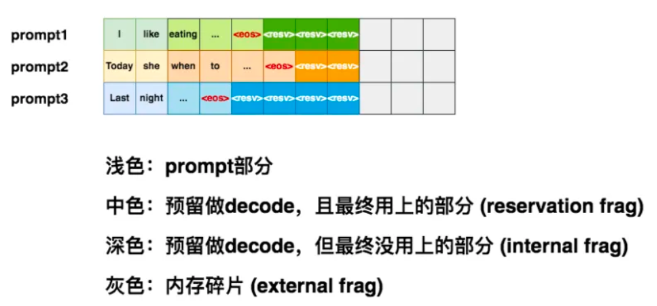 prompt1 I like eating ... <eos> <resv> <resv> <resv>
prompt2 Today she when to ... <eos> <resv> <resv>
prompt3 Last night ... <eos> <resv> <resv> <resv> <resv>
浅色：prompt部分
中色：预留做decode，且最终用上的部分 (reservation frag)
深色：预留做decode，但最终没用上的部分 (internal frag)
灰色：内存碎片 (external frag)